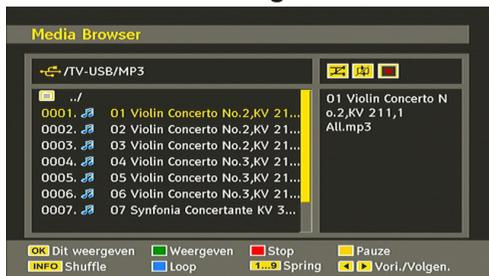 Media Browser
/TV-USB/MP3
../
0001. 01 Violin Concerto No.2,KV 21...
0002. 02 Violin Concerto No.2,KV 21...
0003. 03 Violin Concerto No.2,KV 21...
0004. 04 Violin Concerto No.3,KV 21...
0005. 05 Violin Concerto No.3,KV 21...
0006. 06 Violin Concerto No.3,KV 21...
0007. 07 Synfonia Concertante KV 3...
01 Violin Concerto N
o.2,KV 211,1
All.mp3
OK Dit weergeven Weergeven Stop Pauze
INFO Shuffle Loop 1...9 Spring Vori./Volgen.